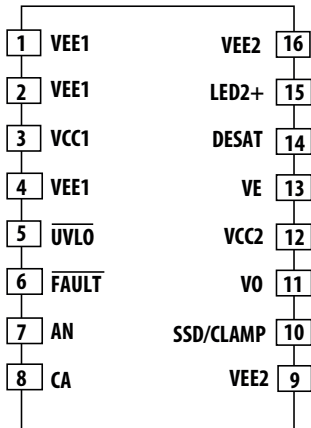 1 VEE1
2 VEE1
3 VCC1
4 VEE1
5 UVLO
6 FAULT
7 AN
8 CA
VEE2 16
LED2+ 15
DESAT 14
VE 13
VCC2 12
VO 11
SSD/CLAMP 10
VEE2 9